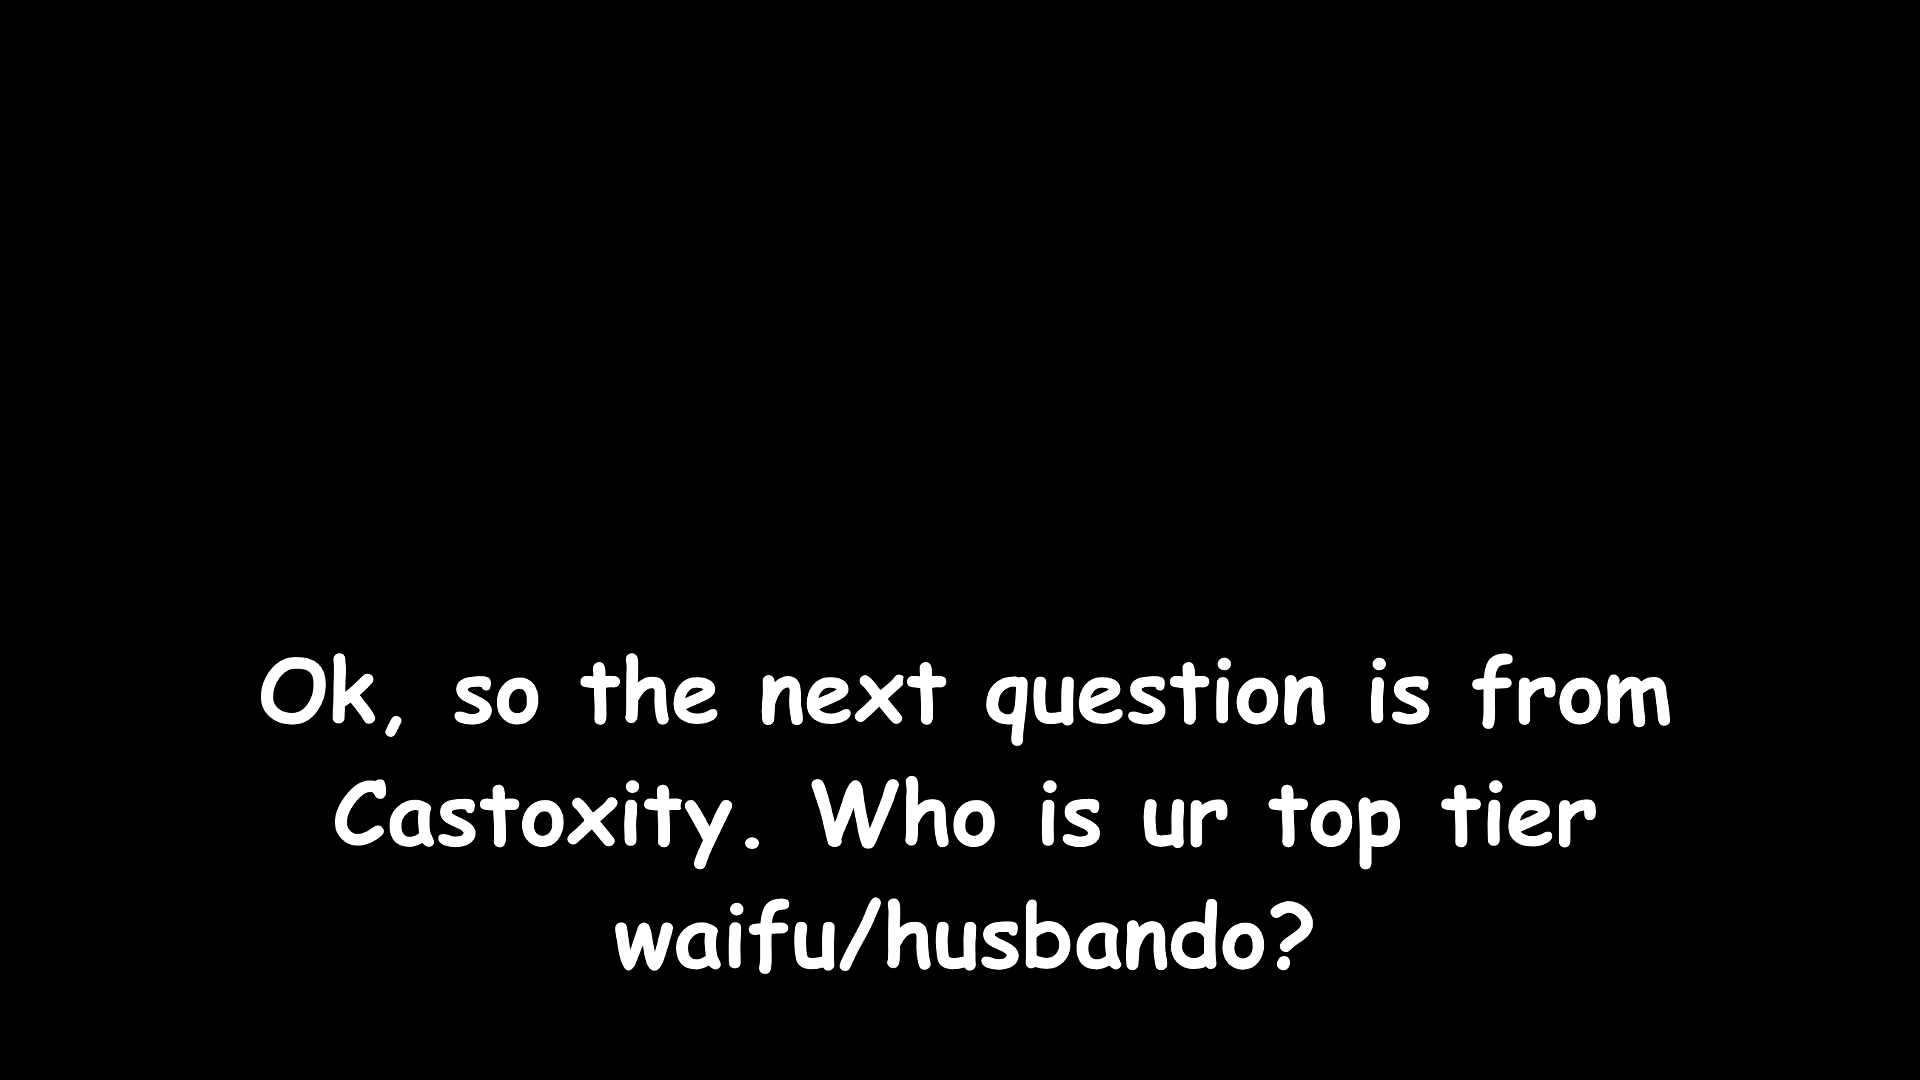 Ok, so the next question is from
Castoxity. Who is ur top tier
waifu/husbando?